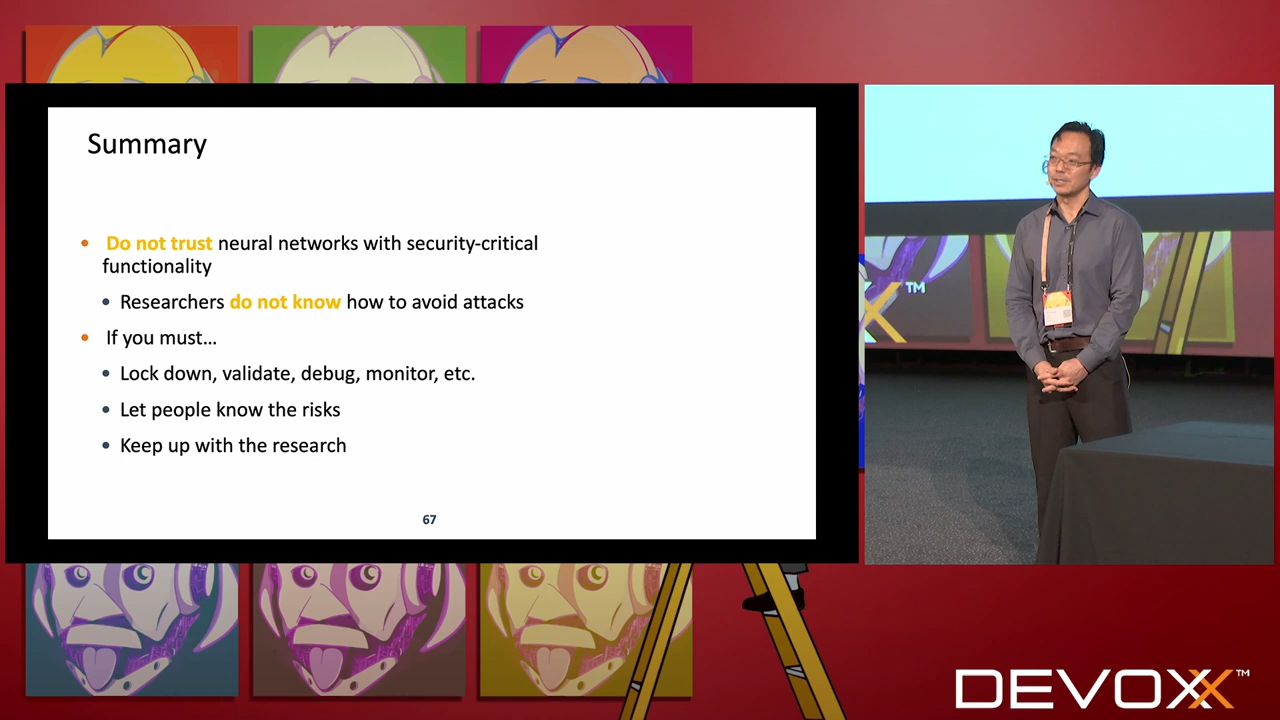 Summary
Do not trust neural networks with security-critical
functionality
Researchers do not know how to avoid attacks
If you must...
Lock down, validate, debug, monitor, etc.
Let people know the risks
Keep up with the research
67
X™
DEVOXX™